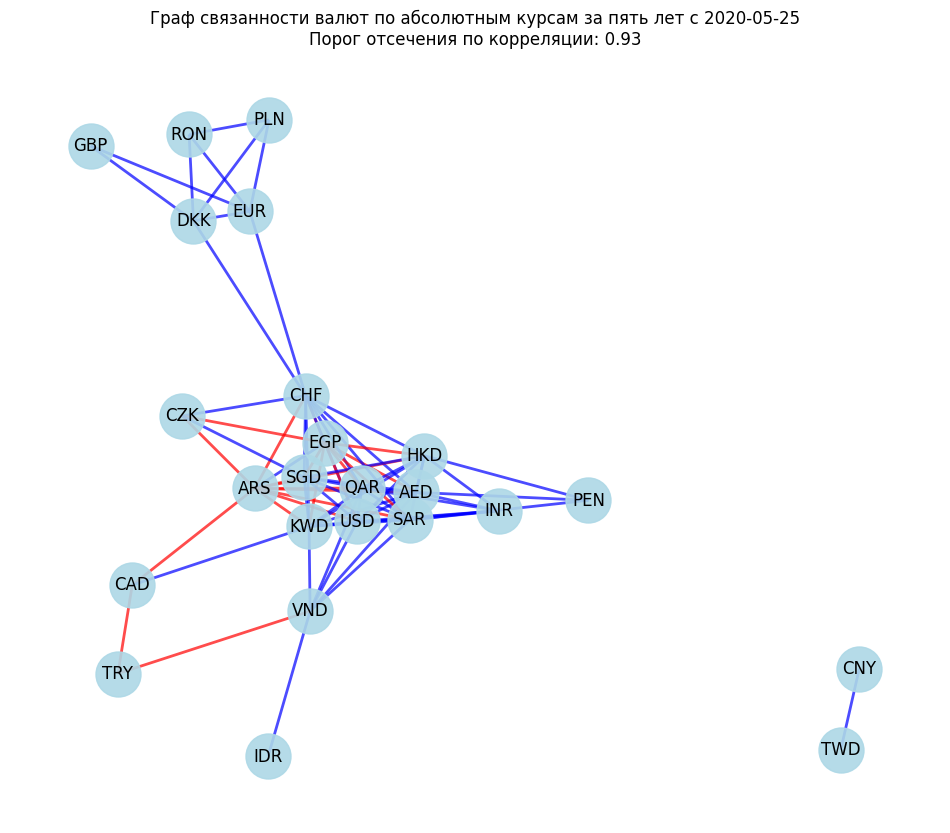 Граф связанности валют по абсолютным курсам за пять лет с 2020-05-25
Порог отсечения по корреляции: 0.93
PLN
RON
GBP
EUR
DKK
CHF
CZK
EGP
HKD
SGD
QAR
ARS
AED
PEN
INR
SAR
USD
KWD
CAD
VND
CNY
TRY
TWD
IDR